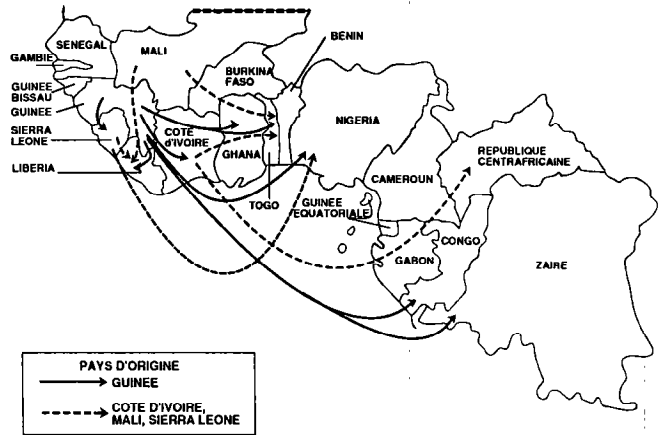 SENEGAL
GAMBIE
GUINEE
BISSAU
GUINEE
SIERRA
LEONE
LIBERIA
MALI
BURKINA
FASO
BENIN
COTE
d'IVOIRE
GHANA
TOGO
NIGERIA
CAMEROUN
GUINEE
EQUATORIALE
REPUBLIQUE
CENTRAFRICAINE
GABON
CONGO
ZAIRE
PAYS D'ORIGINE
GUINEE
COTE D'IVOIRE,
MALI, SIERRA LEONE